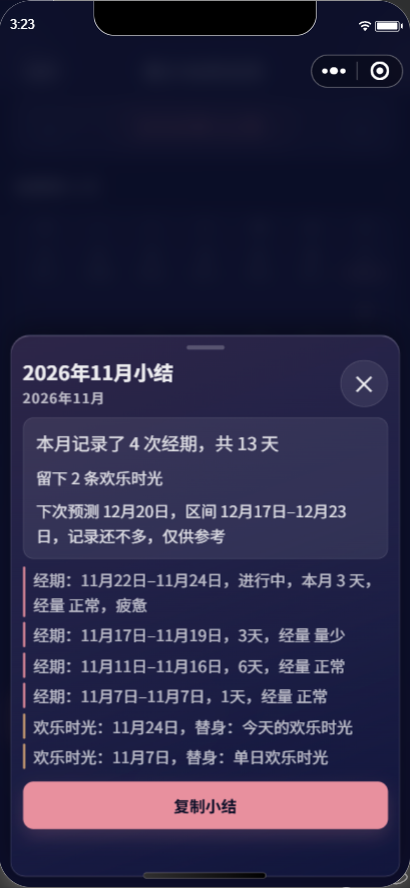 3:23
2026年11月小结
2026年11月
本月记录了 4 次经期，共 13 天
留下 2 条欢乐时光
下次预测 12月20日，区间 12月17日–12月23
日，记录还不多，仅供参考
经期：11月22日–11月24日，进行中，本月 3 天，
经量 正常，疲惫
经期：11月17日–11月19日，3天，经量 量少
经期：11月11日–11月16日，6天，经量 正常
经期：11月7日–11月7日，1天，经量 正常
欢乐时光：11月24日，替身：今天的欢乐时光
欢乐时光：11月7日，替身：单日欢乐时光
复制小结